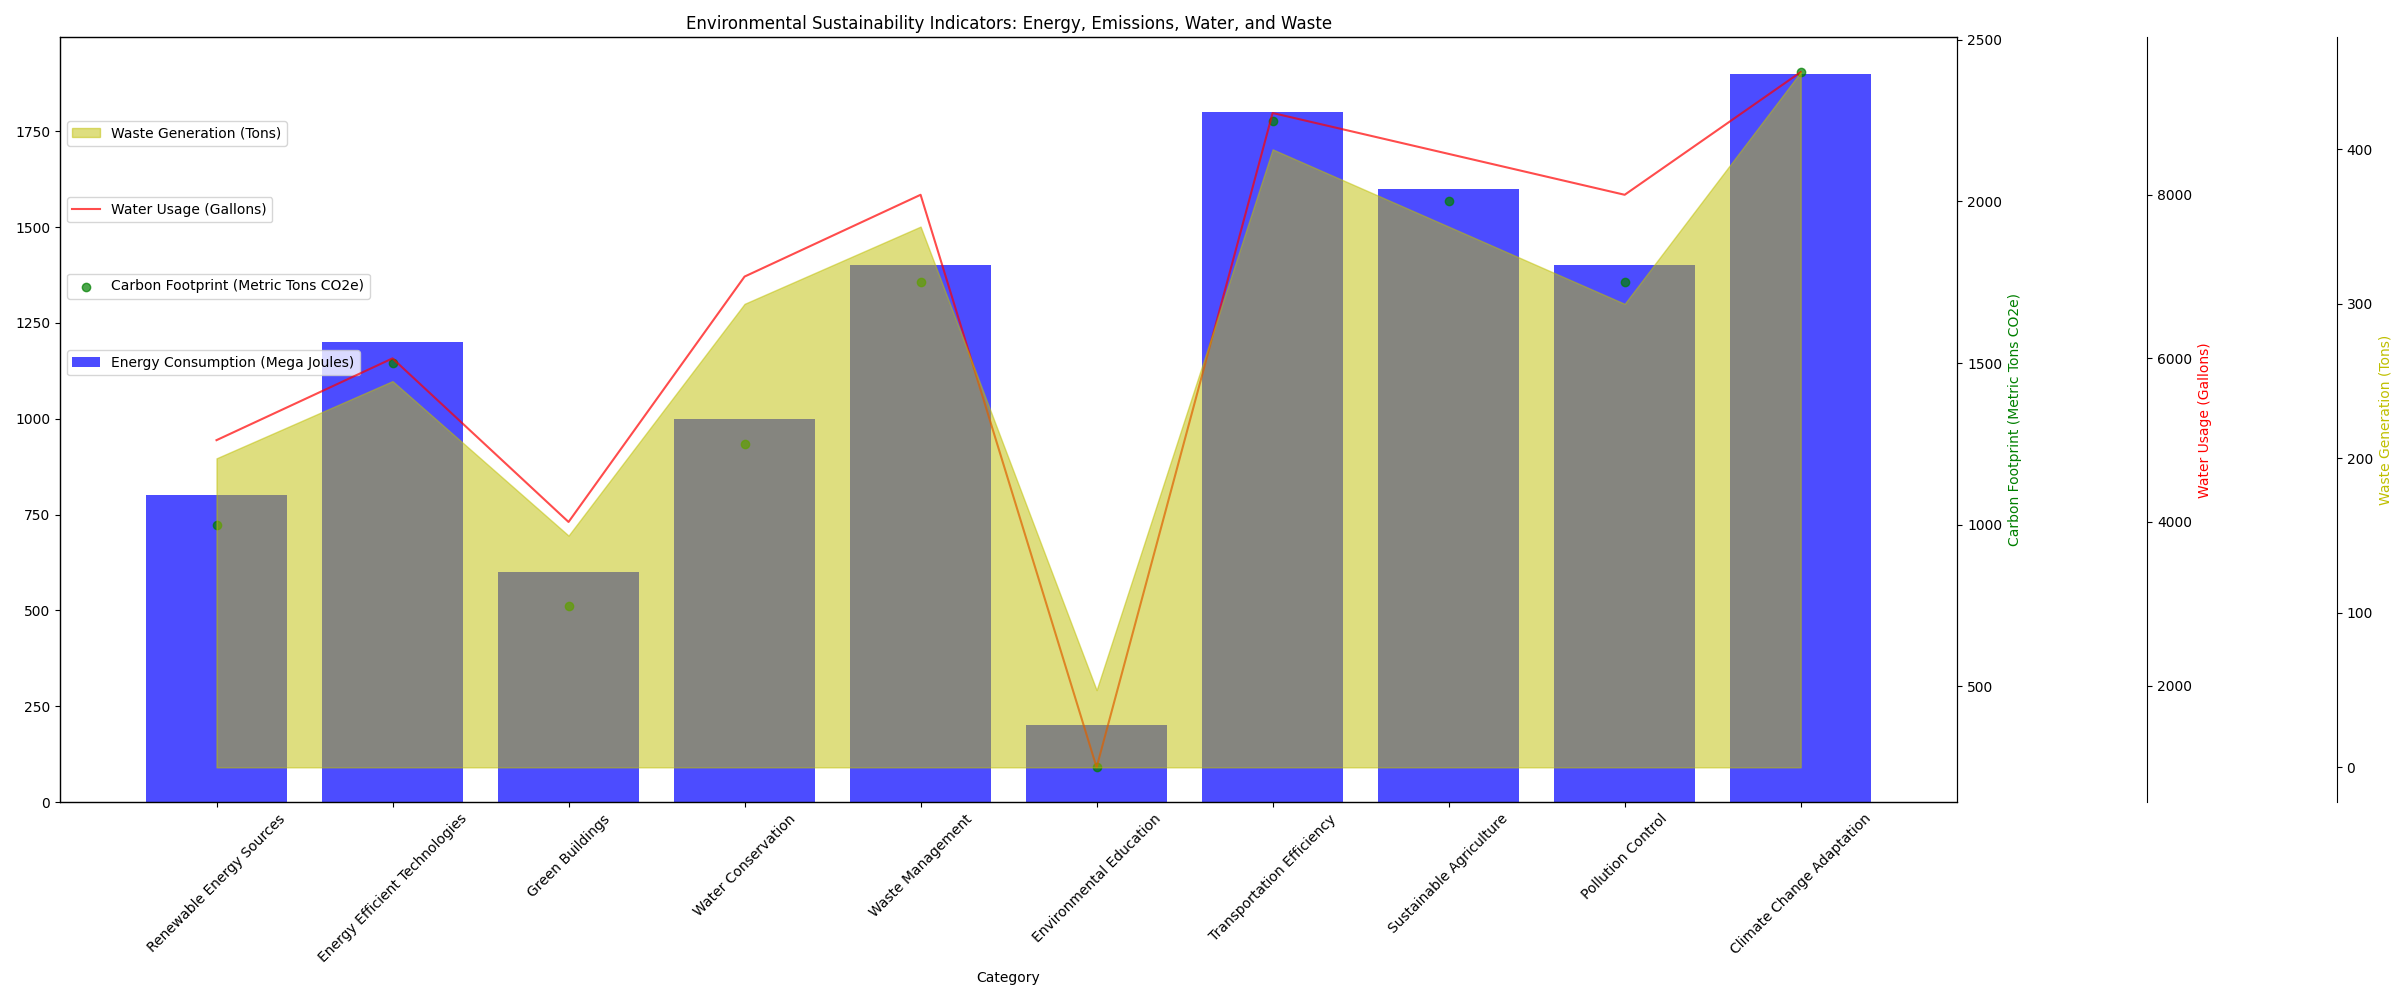 Environmental Sustainability Indicators: Energy, Emissions, Water, and Waste
Waste Generation (Tons)
Water Usage (Gallons)
Carbon Footprint (Metric Tons CO2e)
Energy Consumption (Mega Joules)
1750
1500
1250
1000
750
500
250
0
2500
2000
1500
1000
500
Carbon Footprint (Metric Tons CO2e)
8000
6000
4000
2000
Water Usage (Gallons)
400
300
200
100
0
Waste Generation (Tons)
Renewable Energy Sources
Energy Efficient Technologies
Green Buildings
Water Conservation
Waste Management
Environmental Education
Transportation Efficiency
Sustainable Agriculture
Pollution Control
Climate Change Adaptation
Category